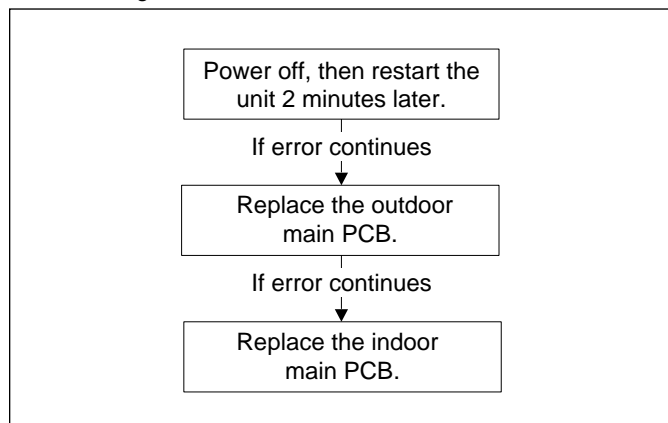 Power off, then restart the
unit 2 minutes later.
If error continues
Replace the outdoor
main PCB.
If error continues
Replace the indoor
main PCB.